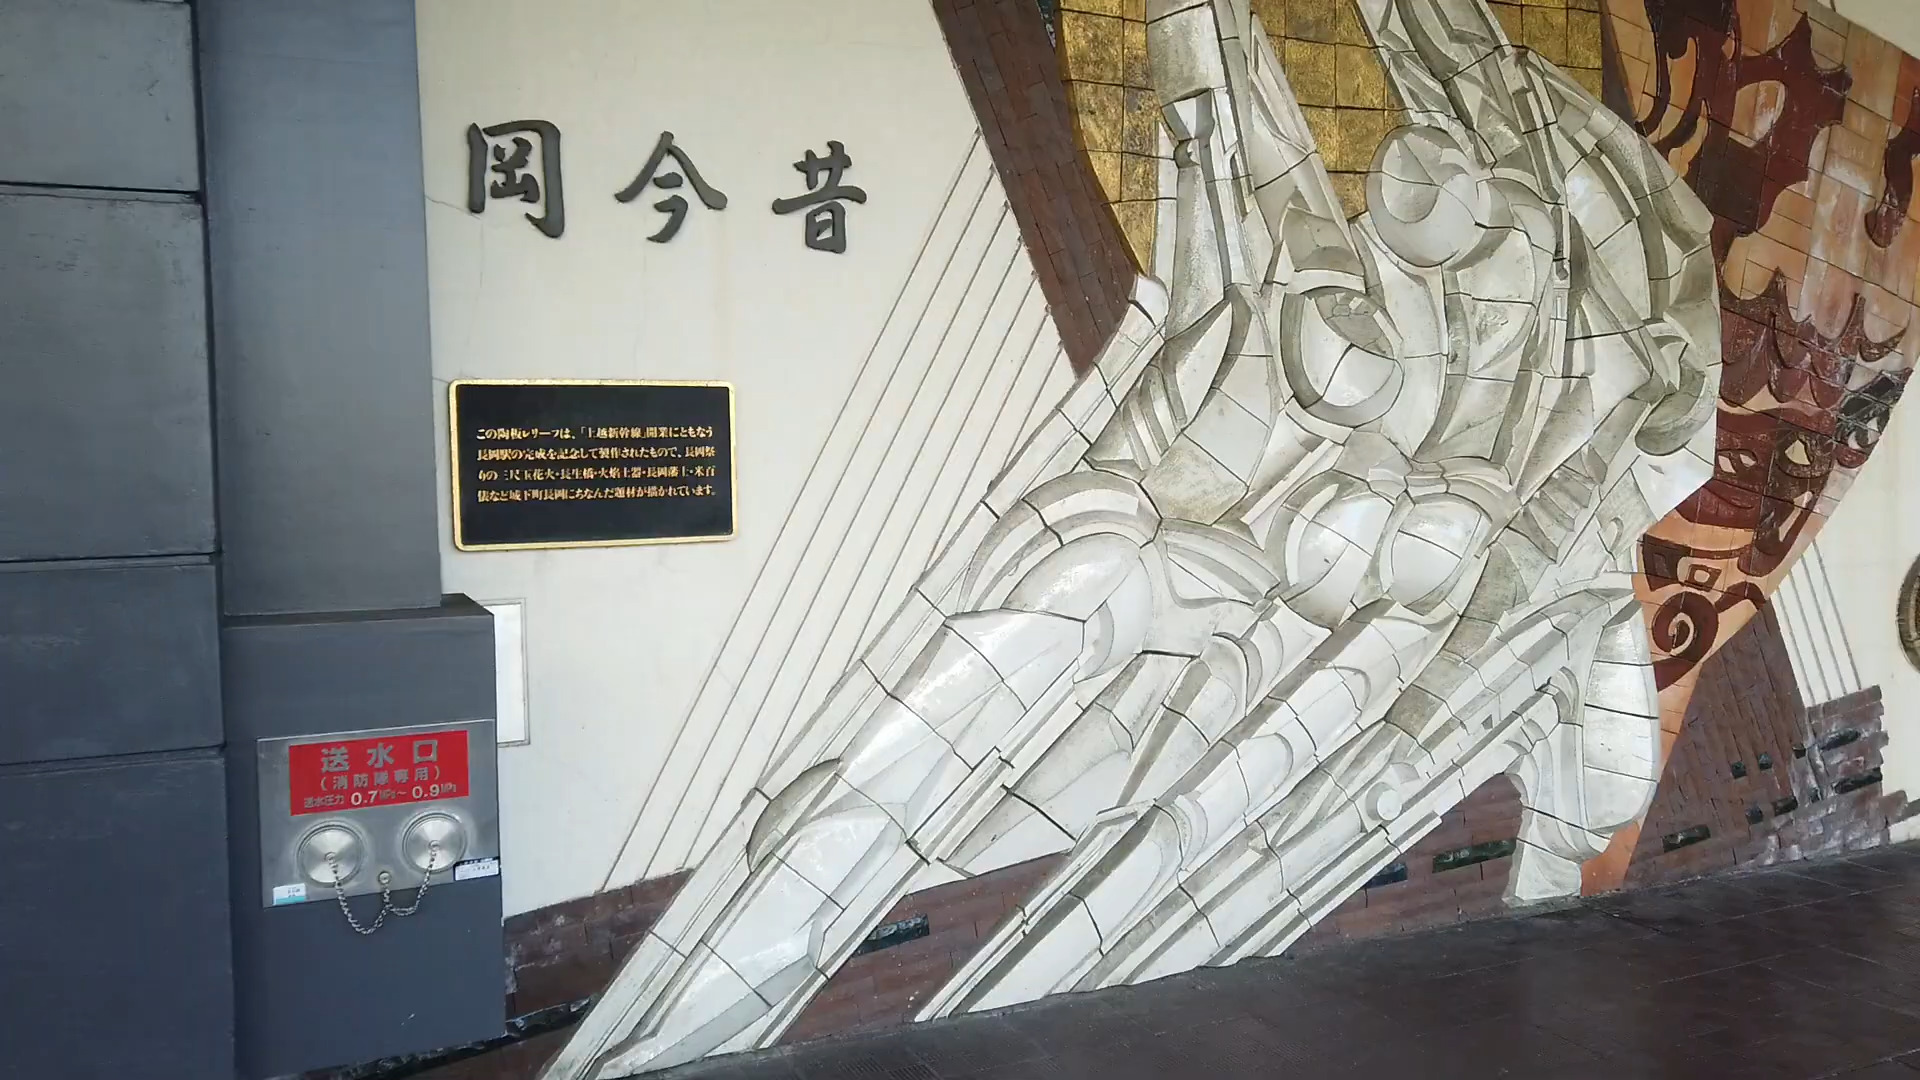 岡 今 昔
この陶板レリーフは、「上越新幹線」開業にともなう
長岡駅の完成を記念して製作されたもので、長岡祭
りの三尺玉花火・長生橋・火焔土器・長岡藩士・米百
俵など城下町長岡にちなんだ題材が描かれています。
送水口
(消防隊専用)
送水圧力 0.7MPa〜0.9MPa